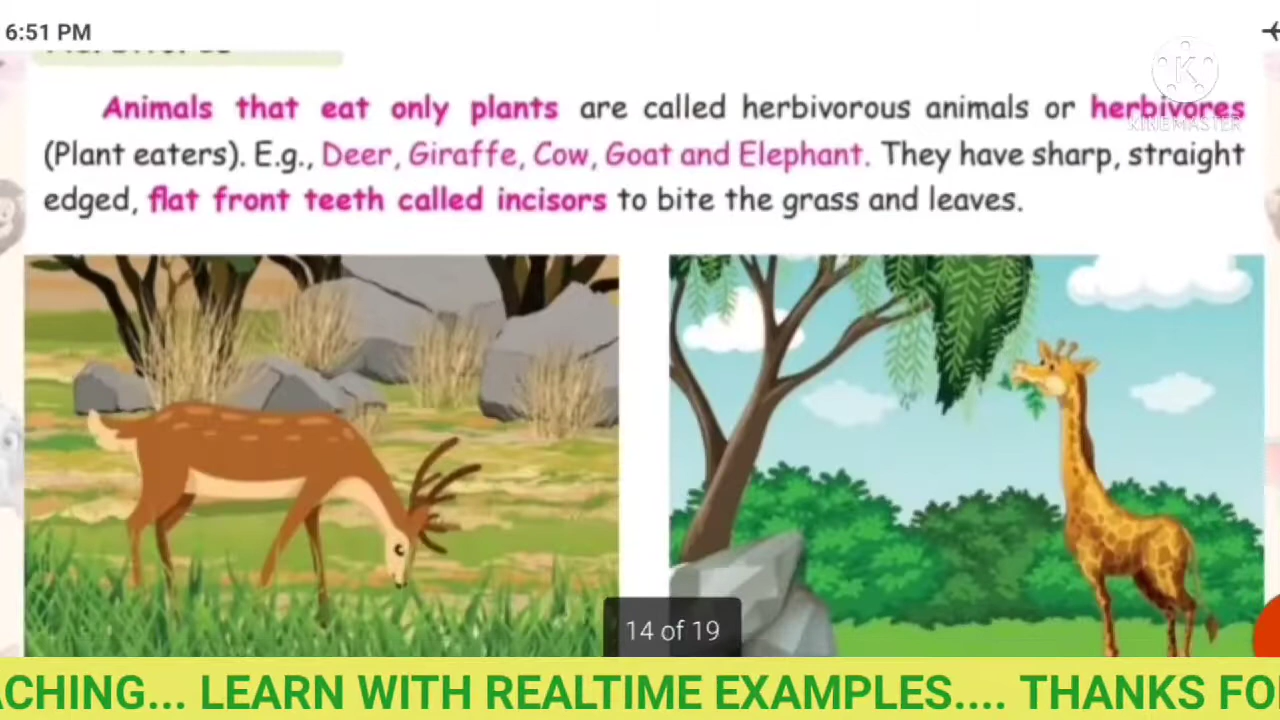 6:51 PM
Animals that eat only plants are called herbivorous animals or herbivores
KINEMASTER
(Plant eaters). E.g., Deer, Giraffe, Cow, Goat and Elephant. They have sharp, straight
edged, flat front teeth called incisors to bite the grass and leaves.
14 of 19
ACHING... LEARN WITH REALTIME EXAMPLES.... THANKS FO